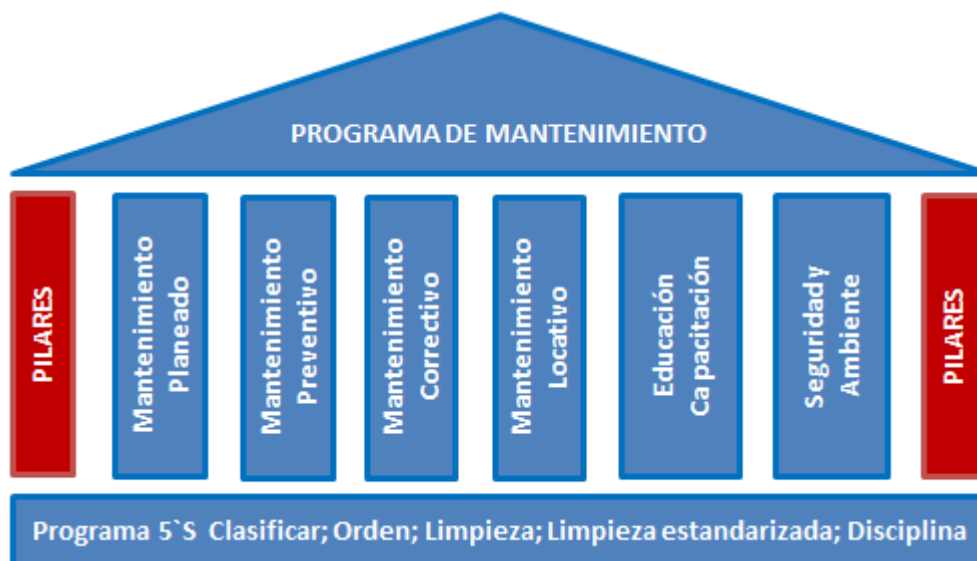 PROGRAMA DE MANTENIMIENTO
PILARES
Mantenimiento
Planeado
Mantenimiento
Preventivo
Mantenimiento
Correctivo
Mantenimiento
Locativo
Educación
Ca pacitación
Seguridad y
Ambiente
PILARES
Programa 5`S Clasificar; Orden; Limpieza; Limpieza estandarizada; Disciplina